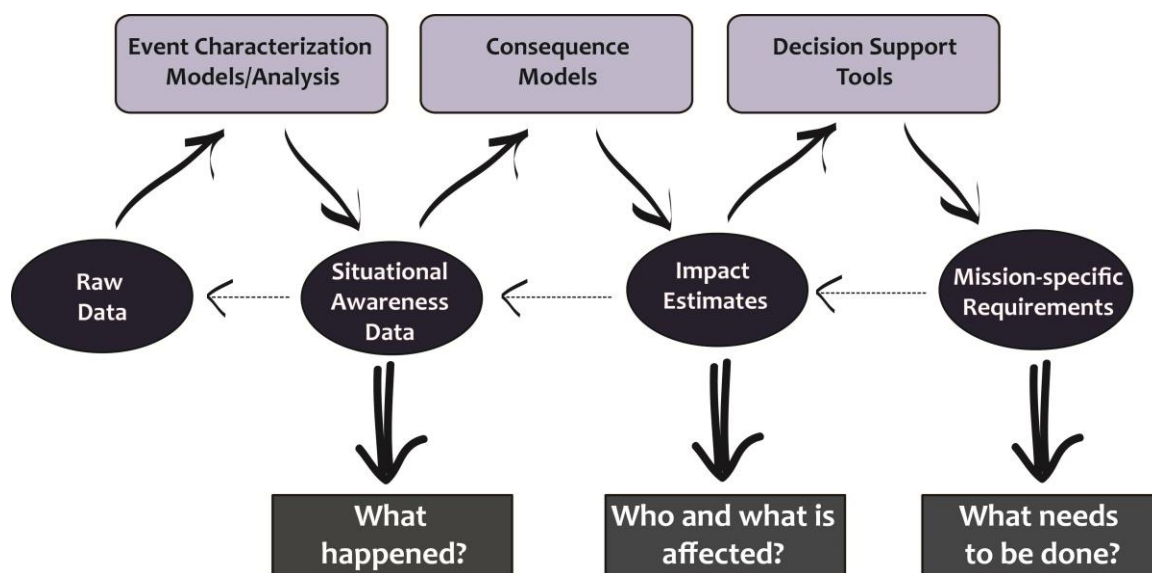 Event Characterization
Models/Analysis
Consequence
Models
Decision Support
Tools
Raw
Data
Situational
Awareness
Data
Impact
Estimates
Mission-specific
Requirements
What
happened?
Who and what is
affected?
What needs
to be done?